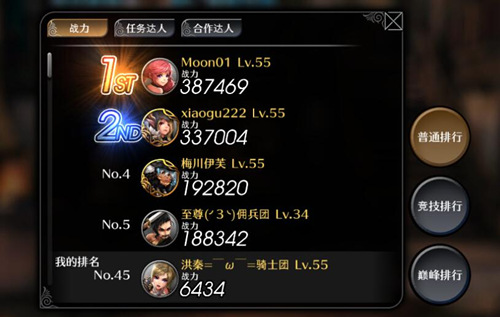 战力 任务达人 合作达人
1ST
Moon01 Lv.55
战力
387469
2ND
xiaogu222 Lv.55
战力
337004
No.4
梅川伊芙 Lv.55
战力
192820
No.5
至尊(╯3╰)佣兵团 Lv.34
战力
188342
我的排名
No.45
洪秦=￣ω￣=骑士团 Lv.55
战力
6434
普通排行
竞技排行
巅峰排行